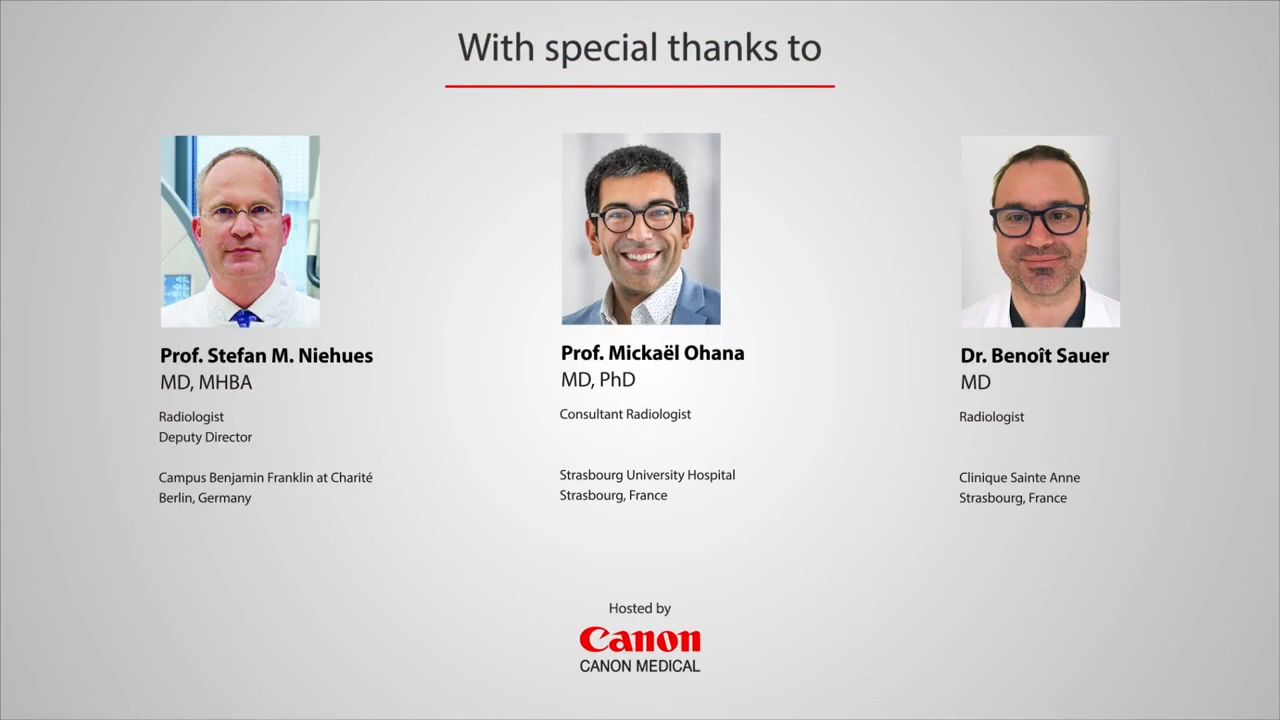 With special thanks to
Prof. Stefan M. Niehues
MD, MHBA
Radiologist
Deputy Director
Campus Benjamin Franklin at Charité
Berlin, Germany
Prof. Mickaël Ohana
MD, PhD
Consultant Radiologist
Strasbourg University Hospital
Strasbourg, France
Dr. Benoît Sauer
MD
Radiologist
Clinique Sainte Anne
Strasbourg, France
Hosted by
Canon
CANON MEDICAL